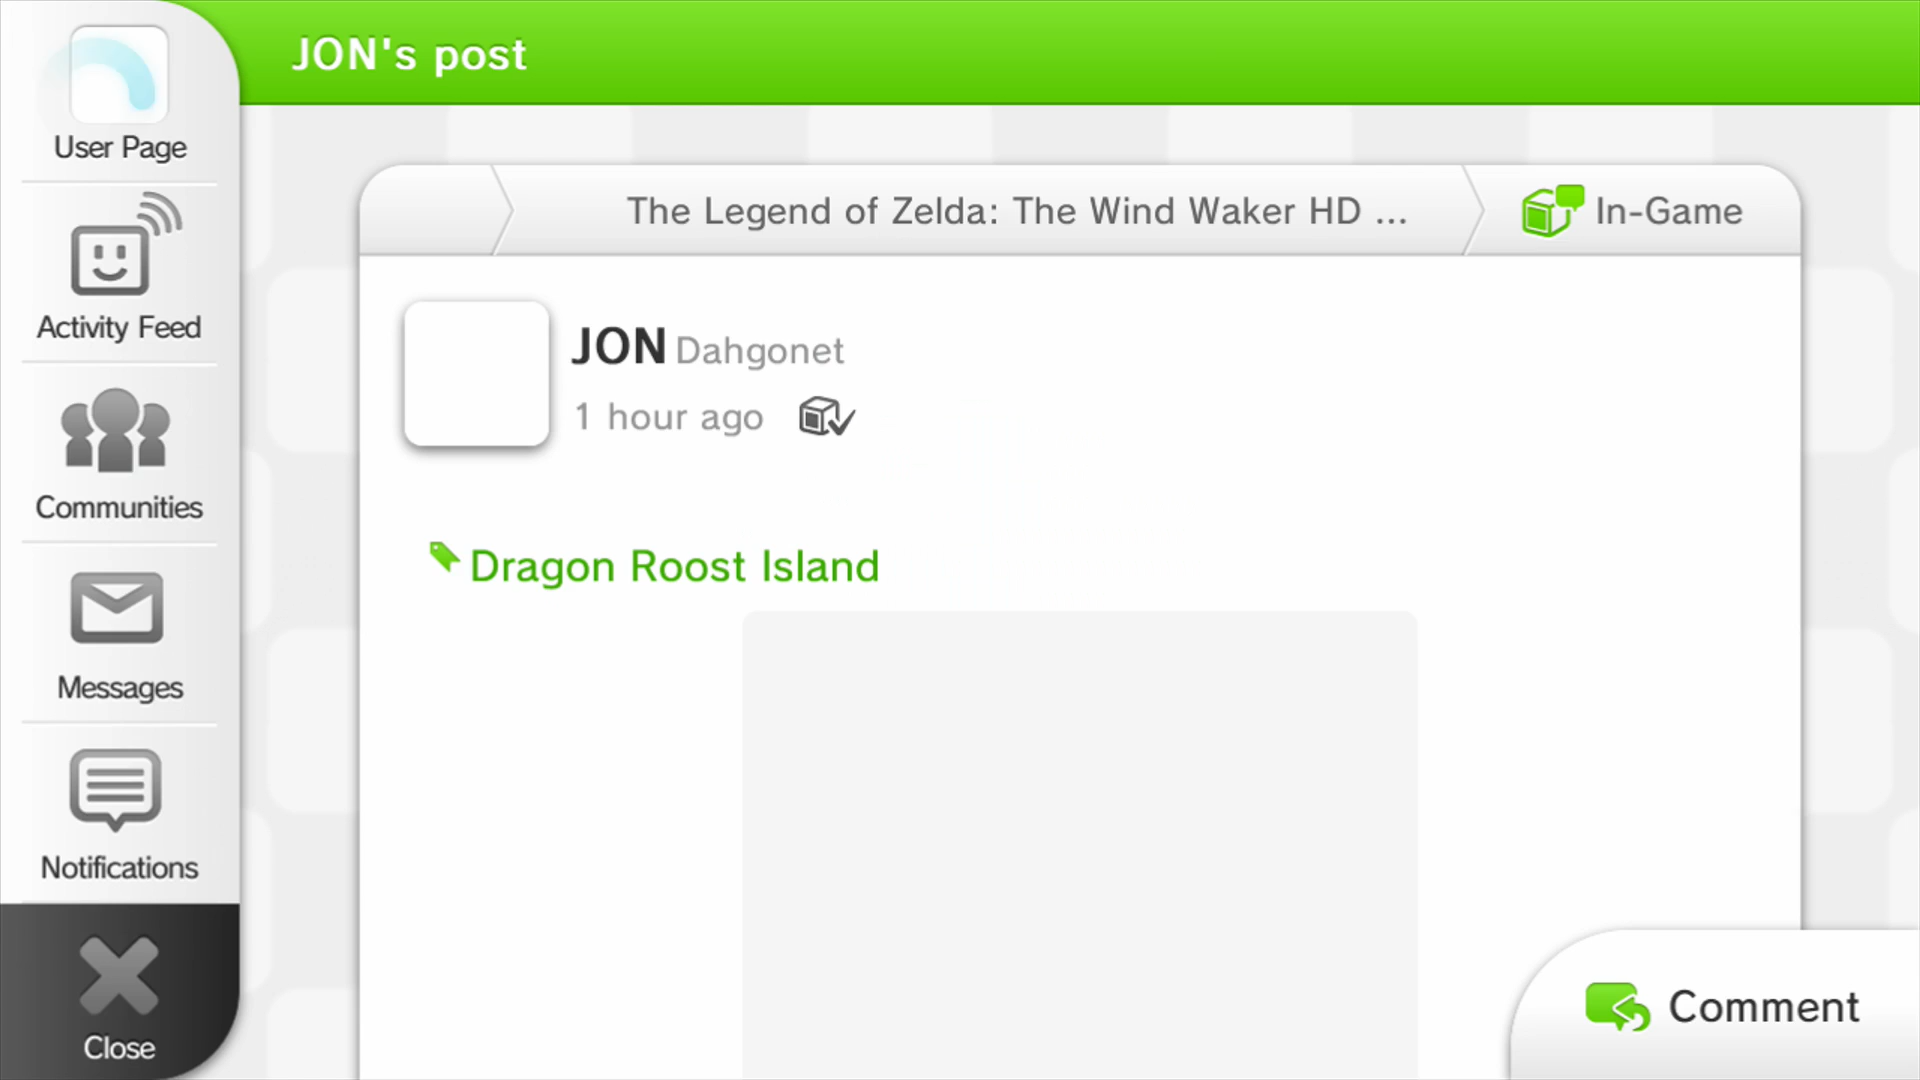 JON's post
User Page
Activity Feed
Communities
Messages
Notifications
Close
The Legend of Zelda: The Wind Waker HD ...
In-Game
JON Dahgonet
1 hour ago
Dragon Roost Island
Comment